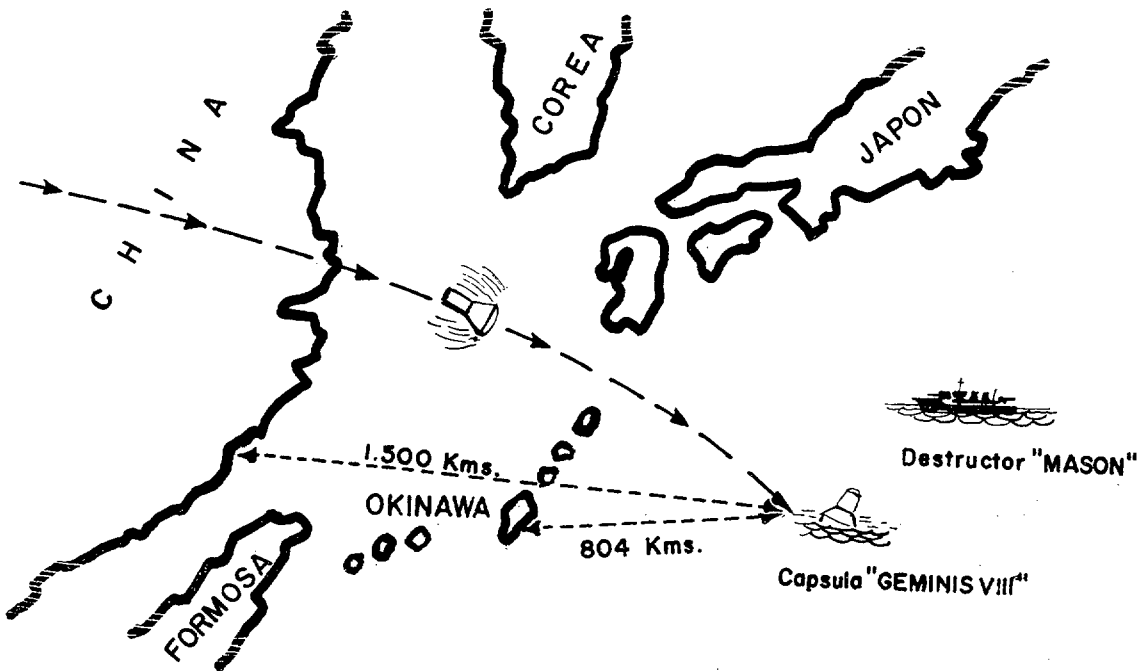 CHINA
COREA
JAPON
1.500 Kms.
OKINAWA
804 Kms.
FORMOSA
Destructor "MASON"
Capsula "GEMINIS VIII"